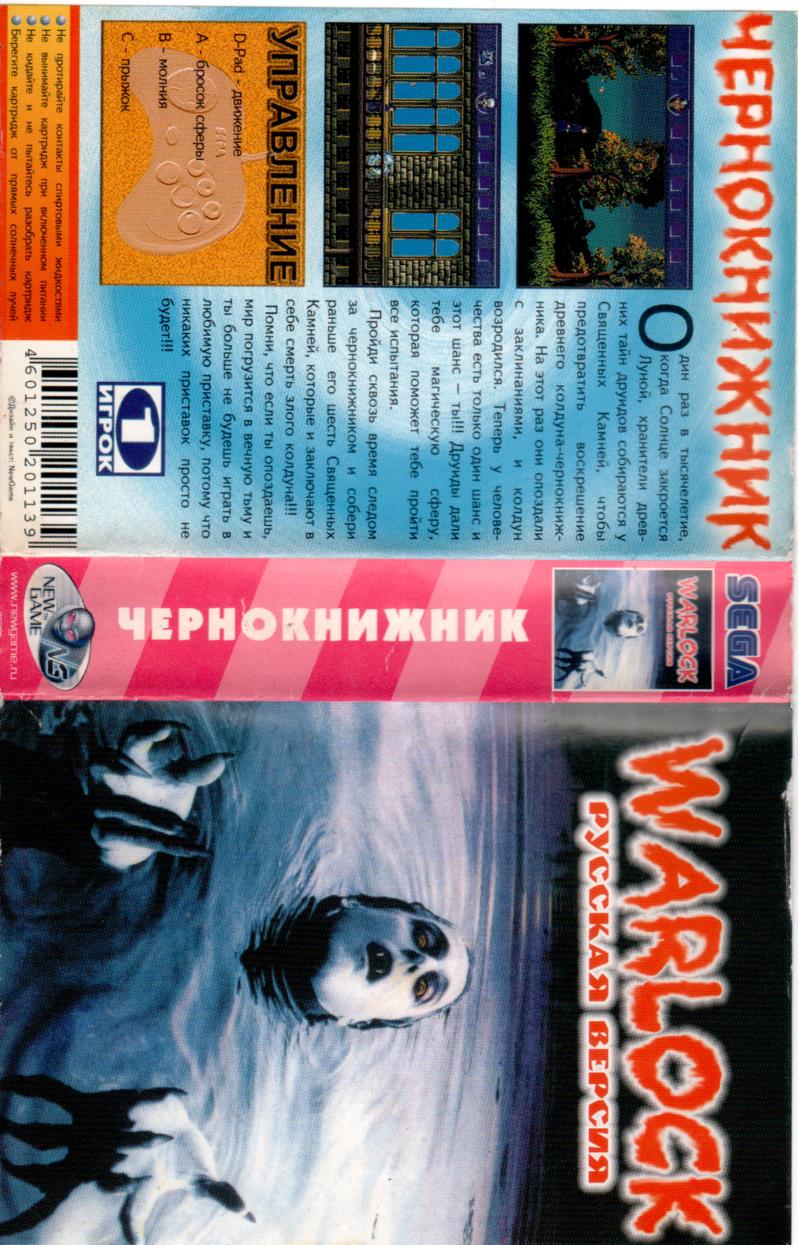 ЧЕРНОКНИЖНИК
Один раз в тысячелетие,
когда Солнце закроется
Луной, хранители древ-
них тайн друидов собираются у
Священных Камней, чтобы
предотвратить воскрешение
древнего колдуна-чернокниж-
ника. На этот раз они опоздали
с заклинаниями, и колдун
возродился. Теперь у челове-
чества есть только один шанс и
этот шанс — ты!!! Друиды дали
тебе магическую сферу,
которая поможет тебе пройти
все испытания.
Пройди сквозь время следом
за чернокнижником и собери
раньше его шесть Священных
Камней, которые и заключают в
себе смерть злого колдуна!!!
Помни, что если ты опоздаешь,
мир погрузится в вечную тьму и
ты больше не будешь играть в
любимую приставку, потому что
никаких приставок просто не
будет!!!
УПРАВЛЕНИЕ
D-Pad - движение
SEGA
A - бросок сферы
B - молния
C - прыжок
1
ИГРОК
Не протирайте контакты спиртовыми жидкостями
Не вынимайте картридж при включенном питании
Не кидайте и не пытайтесь разобрать картридж
Берегите картридж от прямых солнечных лучей
4 601250 201139
©Дизайн и текст: NewGame
SEGA
WARLOCK
РУССКАЯ ВЕРСИЯ
ЧЕРНОКНИЖНИК
NEW™
GAME
NG
www.newgame.ru
WARLOCK
РУССКАЯ ВЕРСИЯ